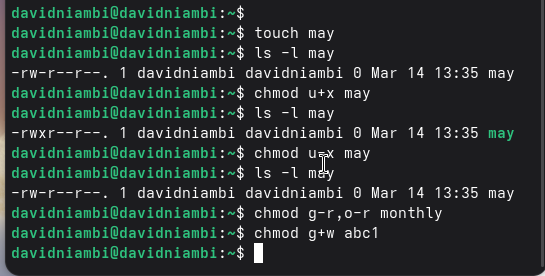 davidniambi@davidniambi:~$
davidniambi@davidniambi:~$ touch may
davidniambi@davidniambi:~$ ls -l may
-rw-r--r--. 1 davidniambi davidniambi 0 Mar 14 13:35 may
davidniambi@davidniambi:~$ chmod u+x may
davidniambi@davidniambi:~$ ls -l may
-rwxr--r--. 1 davidniambi davidniambi 0 Mar 14 13:35 may
davidniambi@davidniambi:~$ chmod u-x may
davidniambi@davidniambi:~$ ls -l may
-rw-r--r--. 1 davidniambi davidniambi 0 Mar 14 13:35 may
davidniambi@davidniambi:~$ chmod g-r,o-r monthly
davidniambi@davidniambi:~$ chmod g+w abc1
davidniambi@davidniambi:~$